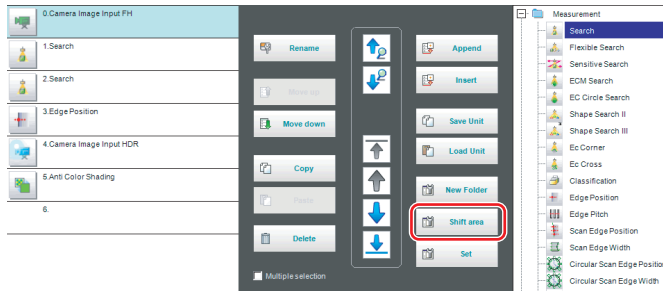 0.Camera Image Input FH
1.Search
2.Search
3.Edge Position
4.Camera Image Input HDR
5.Anti Color Shading
6.
Rename
Move up
Move down
Copy
Paste
Delete
Multiple selection
Append
Insert
Save Unit
Load Unit
New Folder
Shift area
Set
Measurement
Search
Flexible Search
Sensitive Search
ECM Search
EC Circle Search
Shape Search II
Shape Search III
Ec Corner
Ec Cross
Classification
Edge Position
Edge Pitch
Scan Edge Position
Scan Edge Width
Circular Scan Edge Position
Circular Scan Edge Width